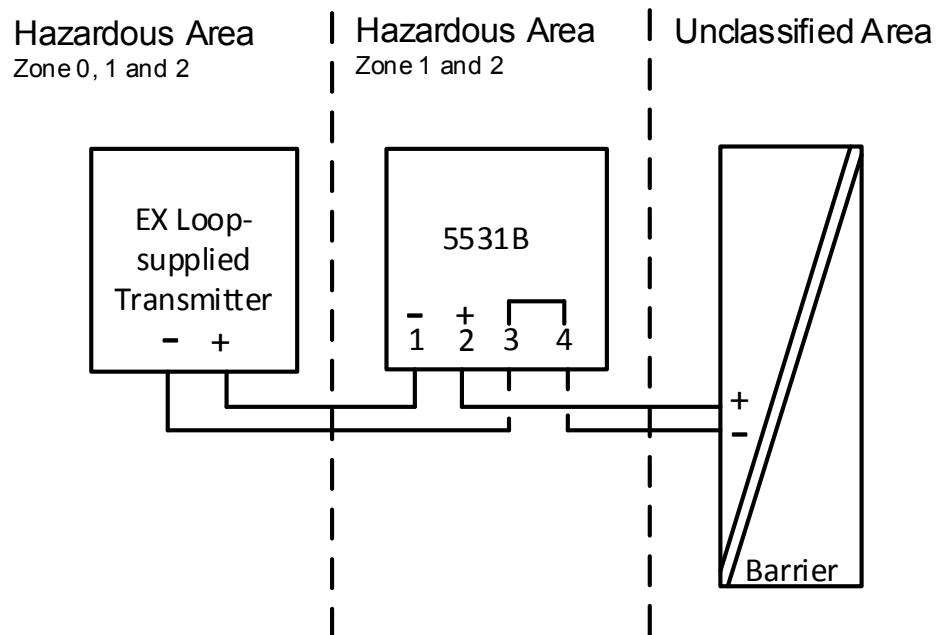 Hazardous Area
Zone 0, 1 and 2
Hazardous Area
Zone 1 and 2
Unclassified Area
EX Loop-
supplied
Transmitter
- +
5531B
- +
1 2 3 4
+
-
Barrier